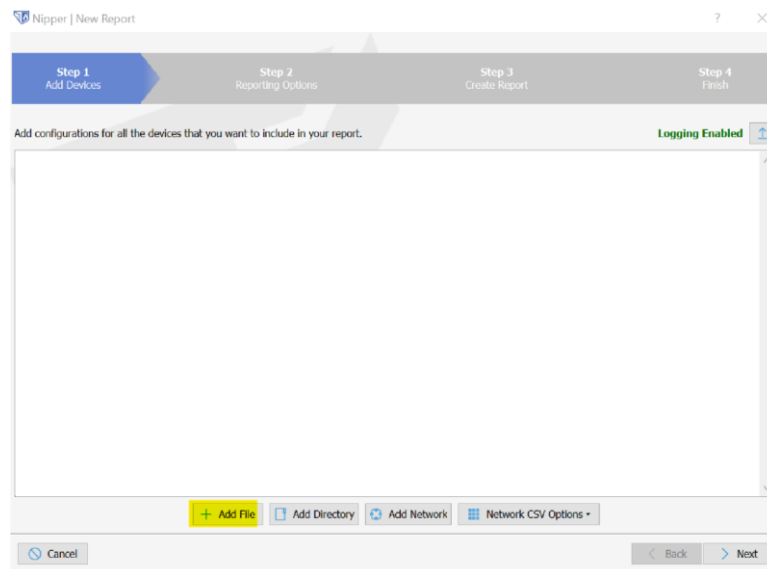 Nipper | New Report
Step 1
Add Devices
Step 2
Reporting Options
Step 3
Create Report
Step 4
Finish
Add configurations for all the devices that you want to include in your report.
Logging Enabled
Add File
Add Directory
Add Network
Network CSV Options
Cancel
Back
Next